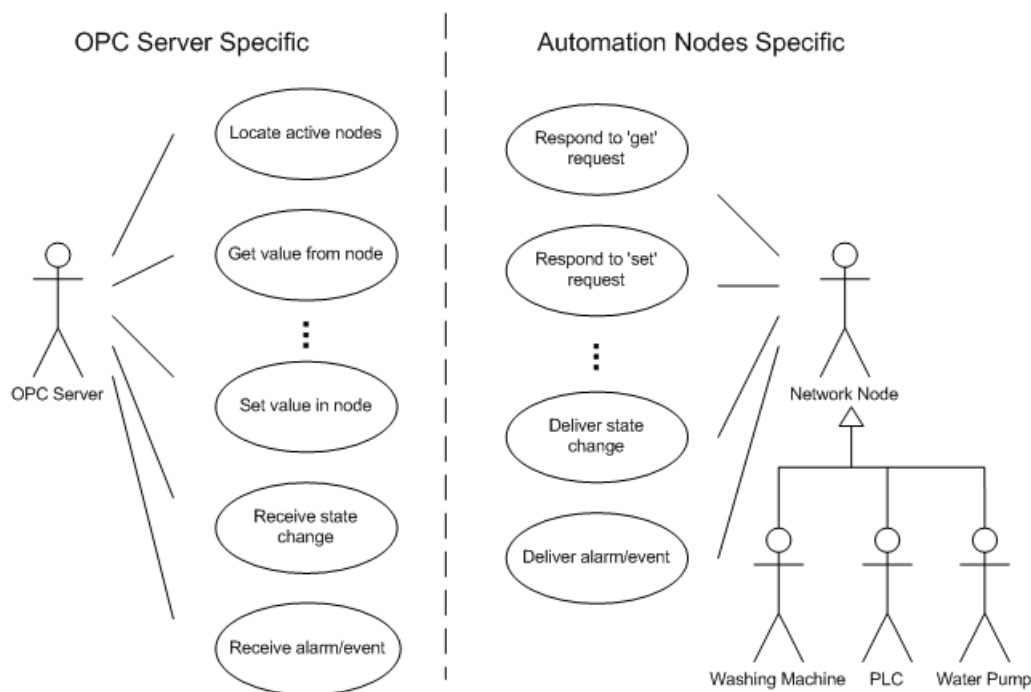 OPC Server Specific
Locate active nodes
Get value from node
OPC Server
Set value in node
Receive state
change
Receive alarm/event
Automation Nodes Specific
Respond to 'get'
request
Respond to 'set'
request
Network Node
Deliver state
change
Deliver alarm/event
Washing Machine
PLC
Water Pump